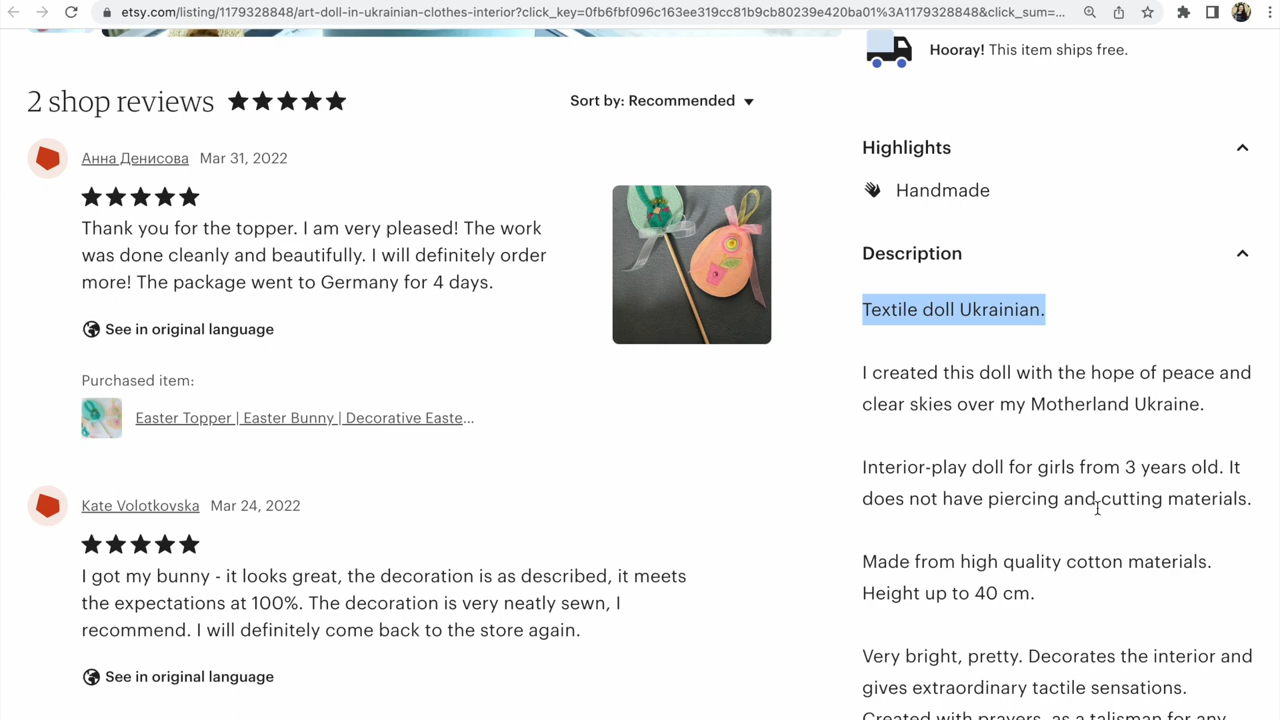 etsy.com/listing/1179328848/art-doll-in-ukrainian-clothes-interior?click_key=0fb6fbf096c163ee319cc81b9cb80239e420ba01%3A1179328848&click_sum=...
Hooray! This item ships free.
2 shop reviews
Sort by: Recommended
Highlights
Анна Денисова Mar 31, 2022
Handmade
Thank you for the topper. I am very pleased! The work
was done cleanly and beautifully. I will definitely order
more! The package went to Germany for 4 days.
See in original language
Purchased item:
Easter Topper | Easter Bunny | Decorative Easte...
Kate Volotkovska Mar 24, 2022
I got my bunny - it looks great, the decoration is as described, it meets
the expectations at 100%. The decoration is very neatly sewn, I
recommend. I will definitely come back to the store again.
See in original language
Description
Textile doll Ukrainian.
I created this doll with the hope of peace and
clear skies over my Motherland Ukraine.
Interior-play doll for girls from 3 years old. It
does not have piercing and cutting materials.
Made from high quality cotton materials.
Height up to 40 cm.
Very bright, pretty. Decorates the interior and
gives extraordinary tactile sensations.
Created with prayers, as a talisman for any